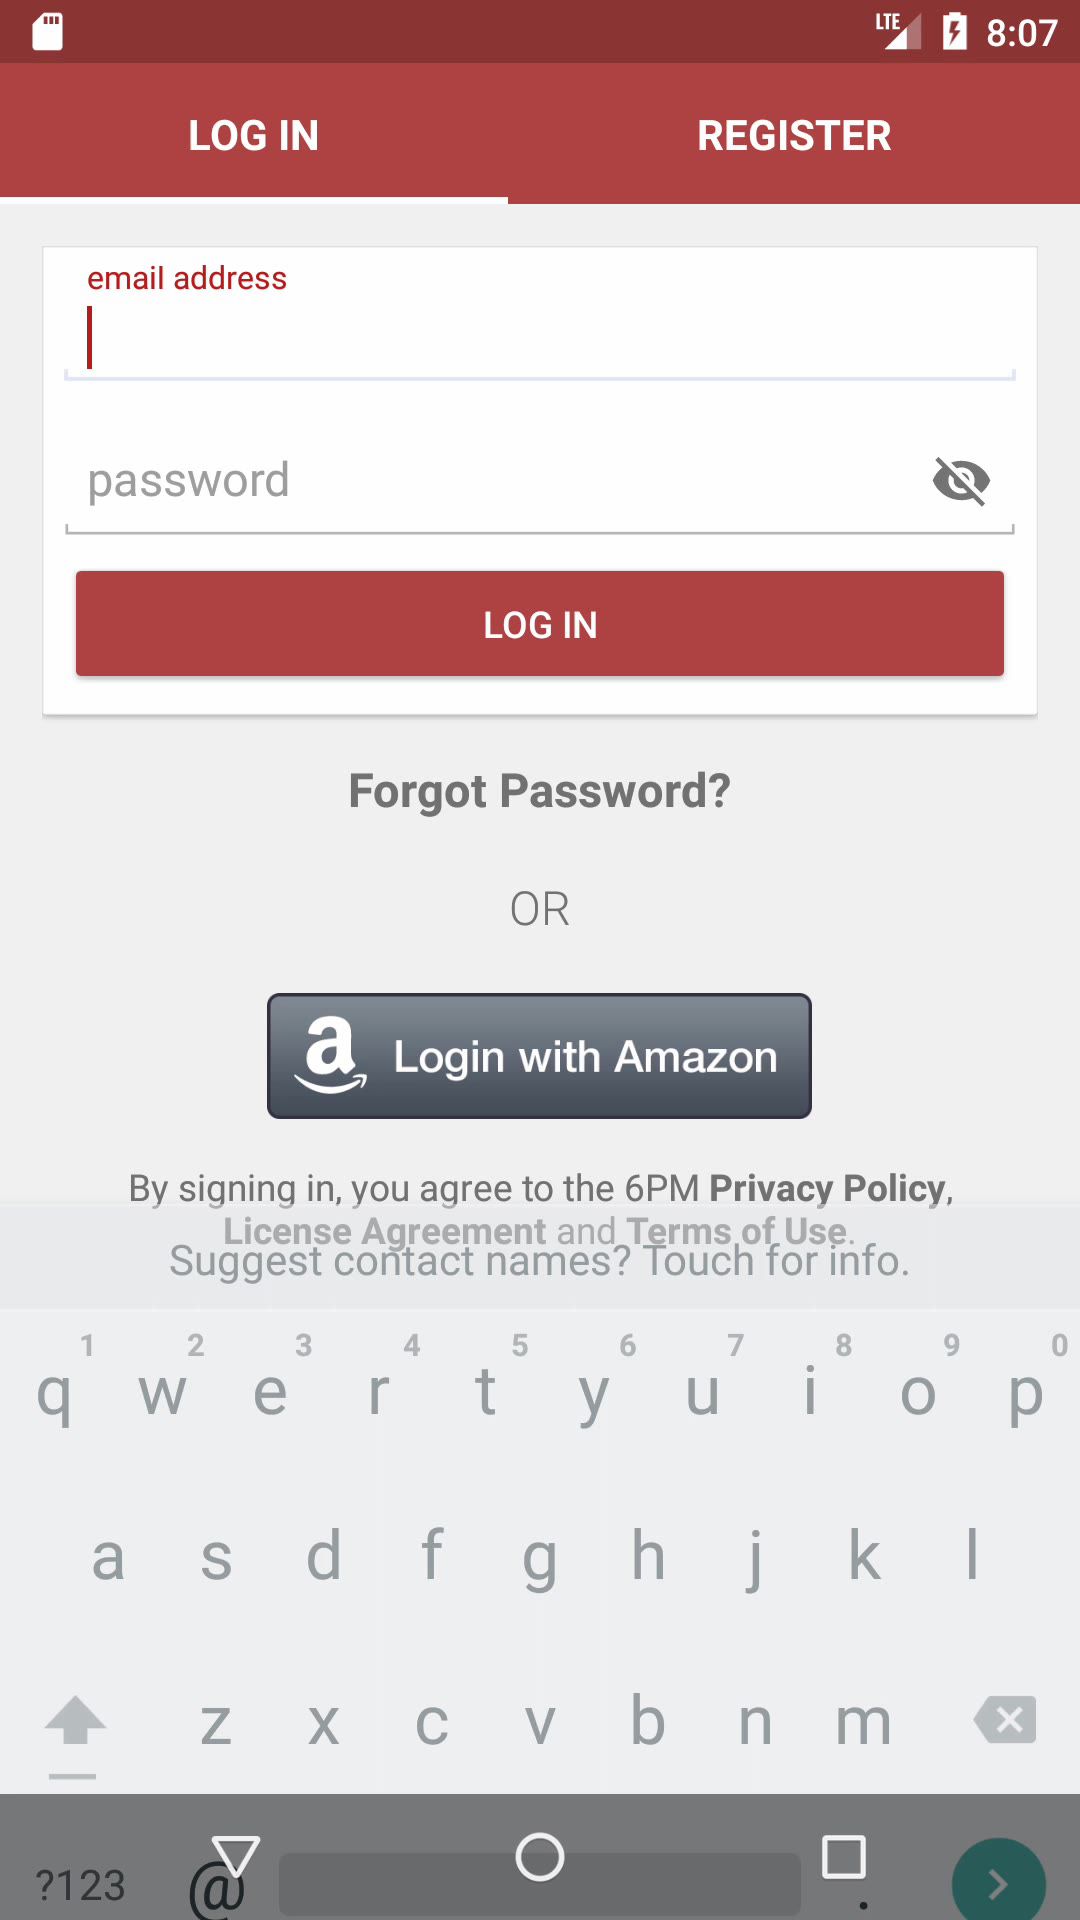 LTE 8:07
LOG IN REGISTER
email address
password
LOG IN
Forgot Password?
OR
a Login with Amazon
By signing in, you agree to the 6PM Privacy Policy,
License Agreement and Terms of Use.
Suggest contact names? Touch for info.
1 2 3 4 5 6 7 8 9 0
q w e r t y u i o p
a s d f g h j k l
z x c v b n m
?123 @ .